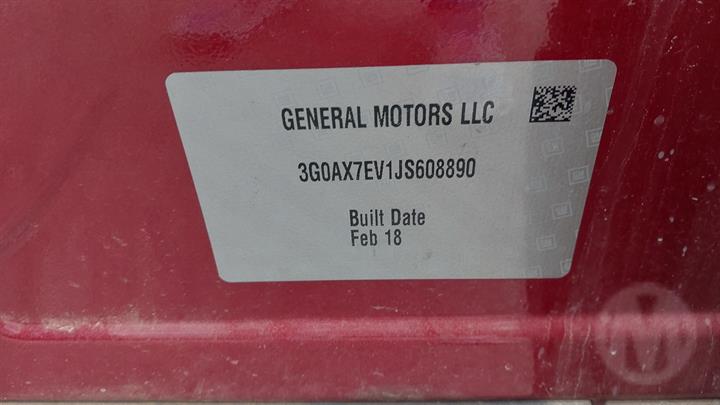 GENERAL MOTORS LLC
3G0AX7EV1JS608890
Built Date
Feb 18